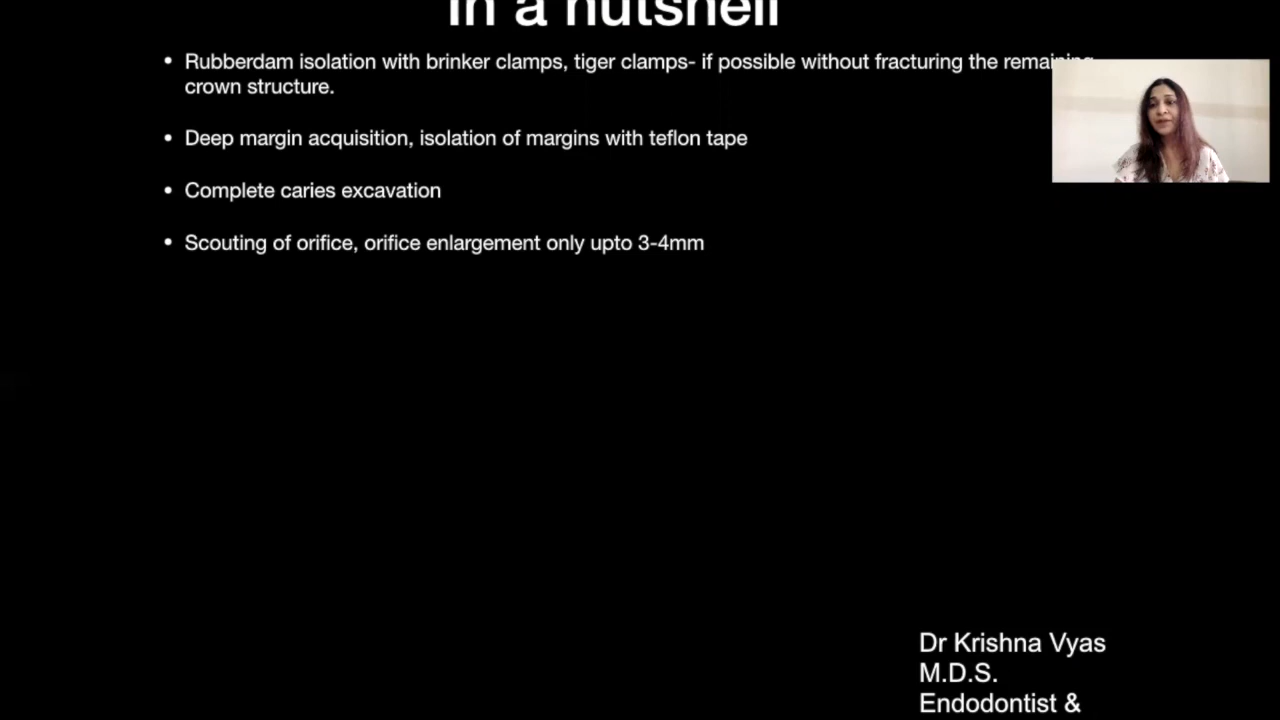 In a nutshell
• Rubberdam isolation with brinker clamps, tiger clamps- if possible without fracturing the remaining
crown structure.
• Deep margin acquisition, isolation of margins with teflon tape
• Complete caries excavation
• Scouting of orifice, orifice enlargement only upto 3-4mm
Dr Krishna Vyas
M.D.S.
Endodontist &